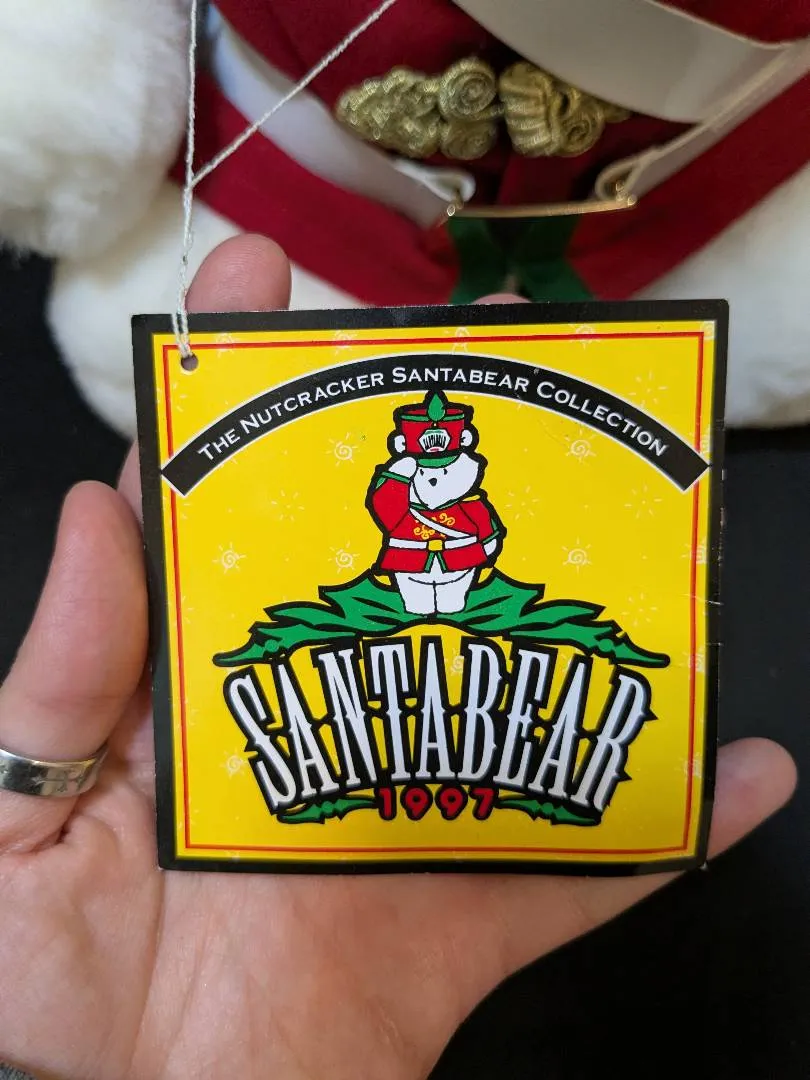 The Nutcracker Santabear Collection
SANTABEAR
1997